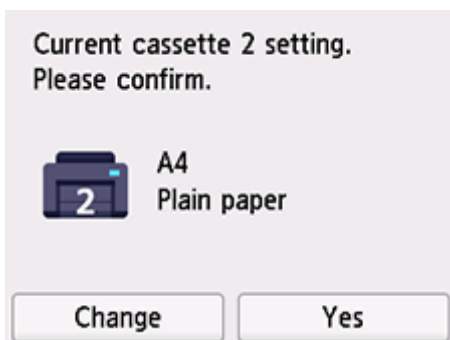 Current cassette 2 setting.
Please confirm.
A4
2
Plain paper
Change
Yes